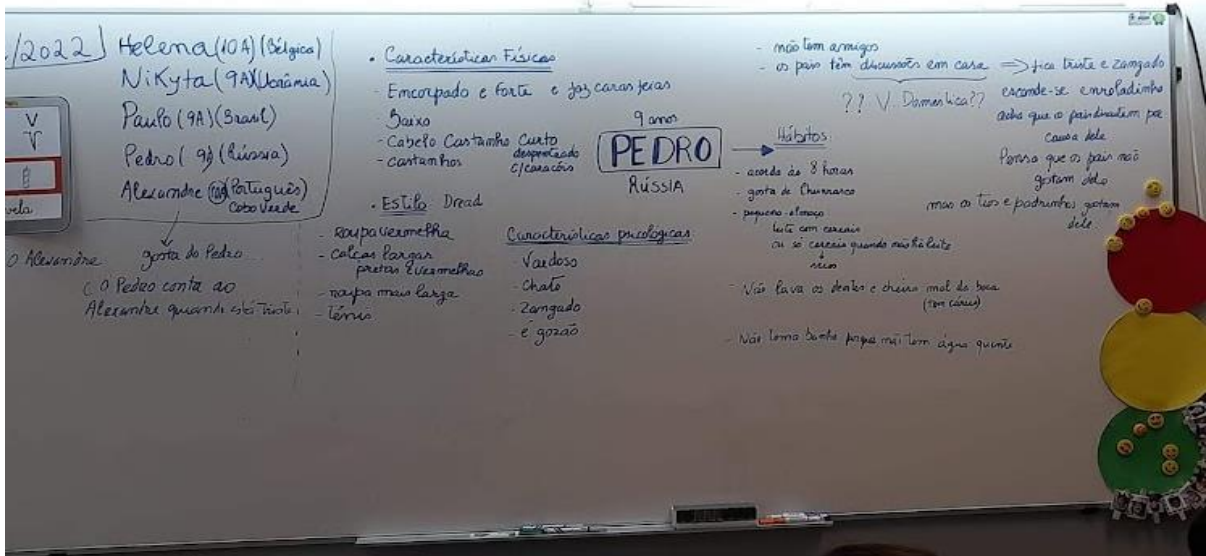 /2022
Helena (10A) (Bélgica)
NiKyta (9A) (Ucrânia)
Paulo (9A) (Brasil)
Pedro (9) (Rússia)
Alexandre (10A) (Português)
Cabo Verde
vela
O Alexandre gosta do Pedro...
(O Pedro conta ao
Alexandre quando está triste)
• Características Físicas
- Encorpado e forte e faz caras feias
- Baixo
- Cabelo Castanho Curto
despenteado
c/caracóis
- castanhos
• Estilo Dread
- roupa vermelha
- calças largas
pretas e vermelhas
- roupa mais larga
- ténis
9 anos
PEDRO
RÚSSIA
Características psicológicas
- Vaidoso
- Chato
- Zangado
- é gozão
- não tem amigos
- os pais têm discussões em casa => fica triste e zangado
?? V. Domestica??
esconde-se enroladinho
acha que os pais discutem por
causa dele
Pensa que os pais não
gostam dele
mas os tios e padrinhos gostam
dele
Hábitos
- acorda às 8 horas
- gosta de Churrasco
- pequeno-almoço
leite com cereais
ou só cereais quando não há leite
- Não lava os dentes e cheira mal da boca
(tem cáries)
- Não toma banho porque não tem água quente